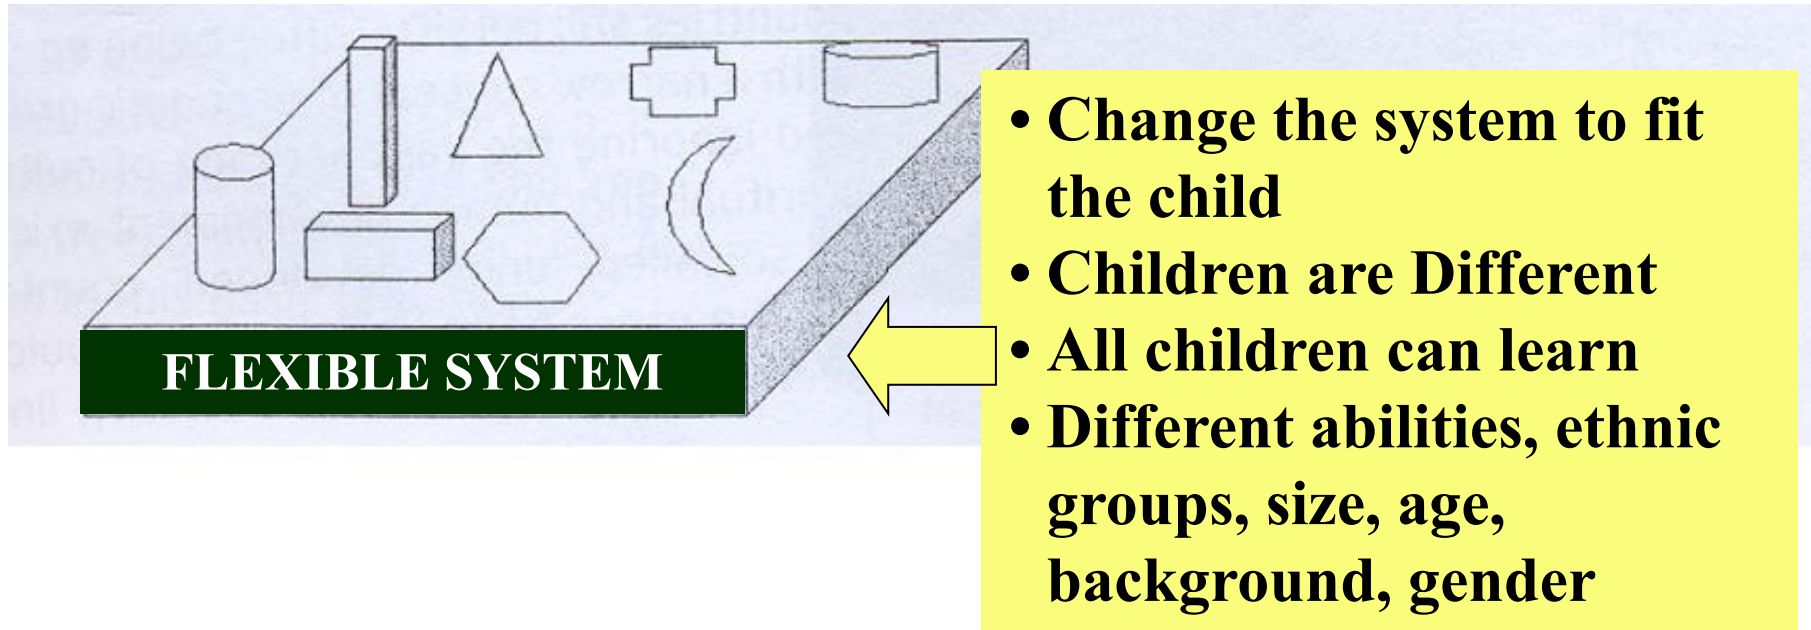 FLEXIBLE SYSTEM
• Change the system to fit
the child
• Children are Different
• All children can learn
• Different abilities, ethnic
groups, size, age,
background, gender